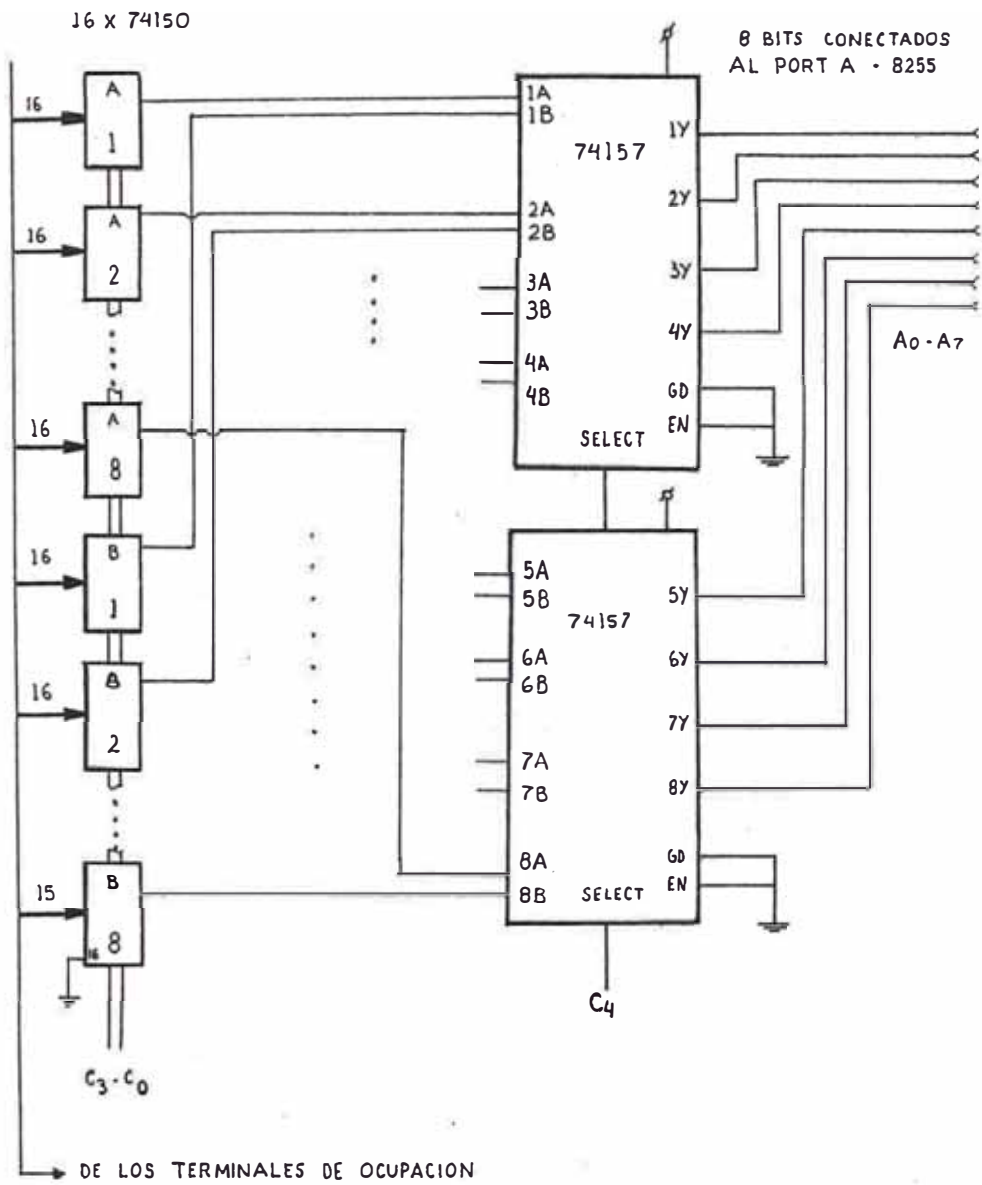 16 X 74150
8 BITS CONECTADOS
AL PORT A - 8255
16
A
1
16
A
2
16
A
8
16
B
1
16
B
2
15
B
8
16
C3-C0
1A
1B
2A
2B
3A
3B
4A
4B
74157
1Y
2Y
3Y
4Y
GD
EN
SELECT
A0-A7
5A
5B
6A
6B
7A
7B
8A
8B
74157
5Y
6Y
7Y
8Y
GD
EN
SELECT
C4
DE LOS TERMINALES DE OCUPACION